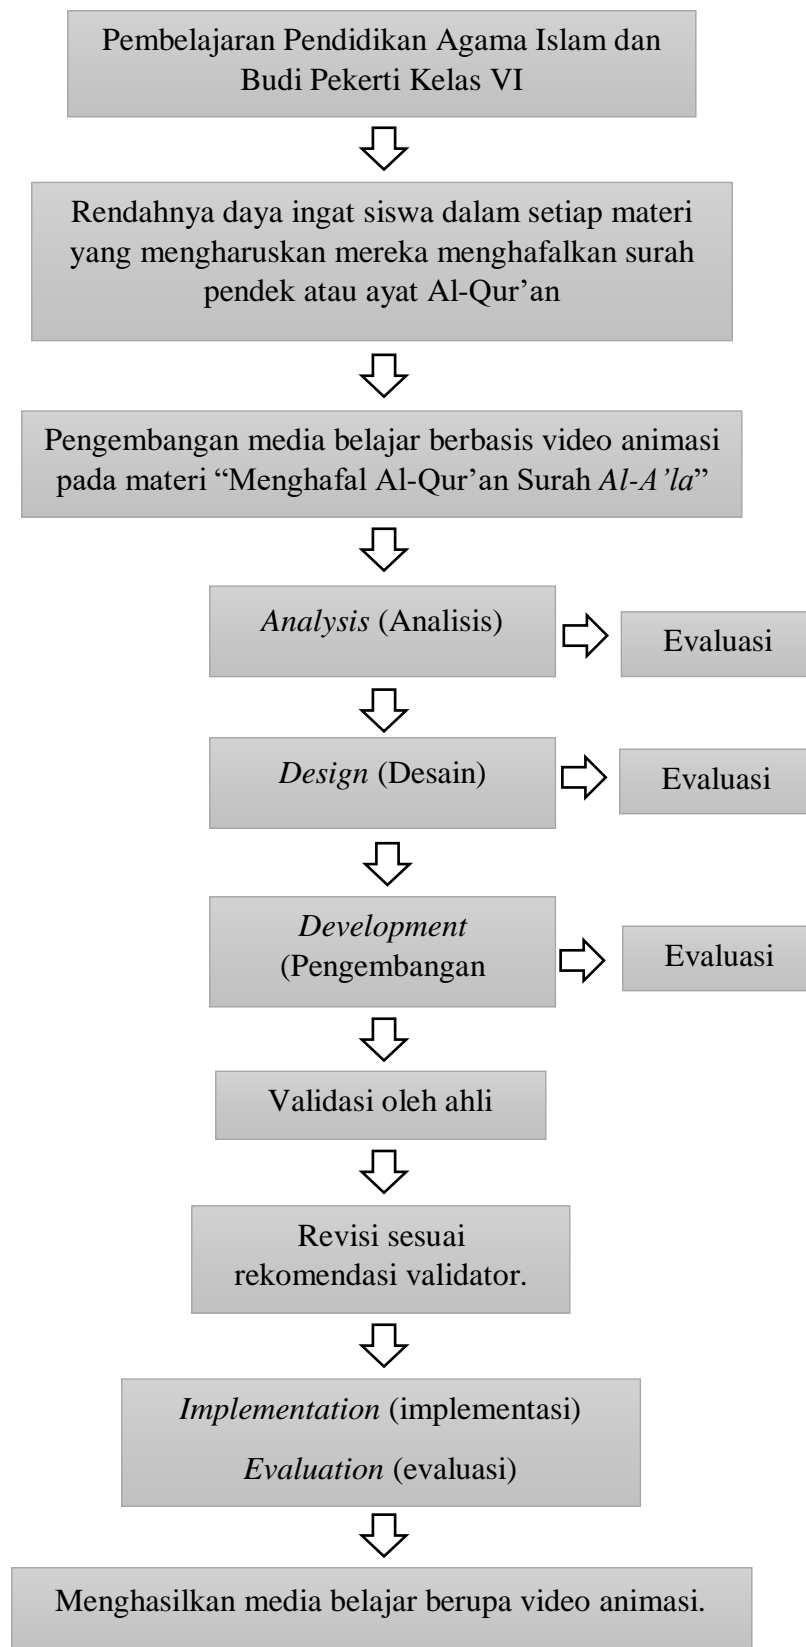 Pembelajaran Pendidikan Agama Islam dan
Budi Pekerti Kelas VI
Rendahnya daya ingat siswa dalam setiap materi
yang mengharuskan mereka menghafalkan surah
pendek atau ayat Al-Qur’an
Pengembangan media belajar berbasis video animasi
pada materi “Menghafal Al-Qur’an Surah Al-A’la”
Analysis (Analisis)
Evaluasi
Design (Desain)
Evaluasi
Development
(Pengembangan
Evaluasi
Validasi oleh ahli
Revisi sesuai
rekomendasi validator.
Implementation (implementasi)
Evaluation (evaluasi)
Menghasilkan media belajar berupa video animasi.